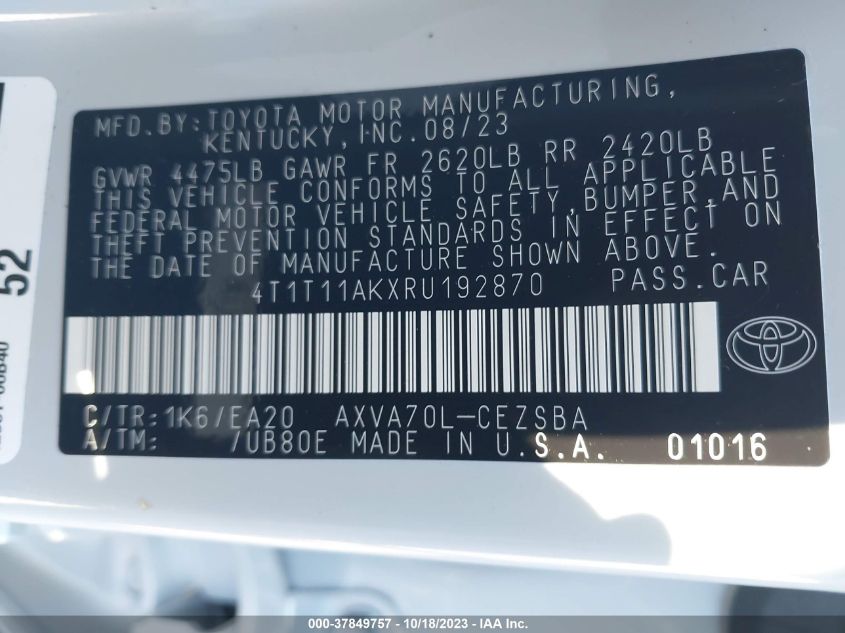 MFD. BY: TOYOTA MOTOR MANUFACTURING,
KENTUCKY, INC. 08/23
GVWR 4475LB GAWR FR 2620LB RR 2420LB
THIS VEHICLE CONFORMS TO ALL APPLICABLE
FEDERAL MOTOR VEHICLE SAFETY, BUMPER, AND
THEFT PREVENTION STANDARDS IN EFFECT ON
THE DATE OF MANUFACTURE SHOWN ABOVE.
4T1T11AKXRU192870 PASS. CAR
C/TR: 1K6/EA20 AXVA70L-CEZSBA
A/TM: /UB80E MADE IN U.S.A. 01016
52
000-37849757 - 10/18/2023 - IAA Inc.